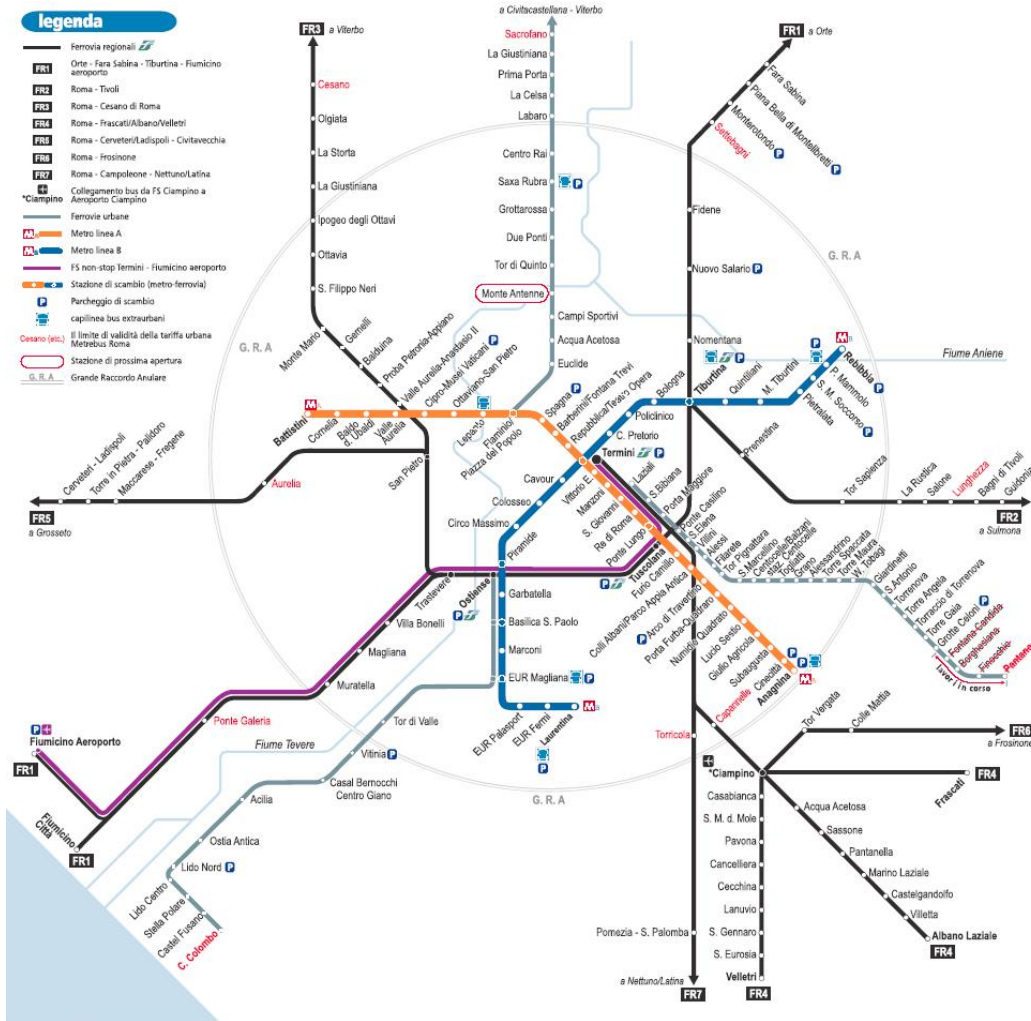 legenda
Ferrovia regionali
FR1 Orte - Fara Sabina - Tiburtina - Fiumicino
aeroporto
FR2 Roma - Tivoli
FR3 Roma - Cesano di Roma
FR4 Roma - Frascati/Albano/Velletri
FR5 Roma - Cerveteri/Ladispoli - Civitavecchia
FR6 Roma - Frosinone
FR7 Roma - Campoleone - Nettuno/Latina
*Ciampino Collegamento bus da FS Ciampino a
Aeroporto Ciampino
Ferrovie urbane
MA Metro linea A
MB Metro linea B
FS non-stop Termini - Fiumicino aeroporto
Stazione di scambio (metro-ferrovia)
P Parcheggio di scambio
capilinea bus extraurbani
Cesano (etc.) Il limite di validità della tariffa urbana
Metrebus Roma
Stazione di prossima apertura
G. R. A Grande Raccordo Anulare
FR3 a Viterbo
Cesano
Olgiata
La Storta
La Giustiniana
Ipogeo degli Ottavi
Ottavia
S. Filippo Neri
Monte Mario
Gemelli
Balduina
Proba Petronia-Appiano
Valle Aurelia-Anastasio II
Cipro-Musei Vaticani P
Ottaviano-San Pietro
a Civitacastellana - Viterbo
Sacrofano
La Giustiniana
Prima Porta
La Celsa
Labaro
Centro Rai
Saxa Rubra P
Grottarossa
Due Ponti
Tor di Quinto
Monte Antenne
Campi Sportivi
Acqua Acetosa
Euclide
FR1 a Orte
Fara Sabina
Piana Bella di Montelibretti P
Monterotondo P
Settebagni
Fidene
Nuovo Salario P
Nomentana
G. R. A
G. R. A
Fiume Aniene
MB
Rebibbia
P. Mammolo P
S. M. Soccorso P
Pietralata
M. Tiburtini P
Quintiliani
Tiburtina P
Bologna
Policlinico
C. Pretorio
Termini P
Repubblica/Teatro Opera
Barberini/Fontana Trevi
Spagna P
Flaminio/
Piazza del Popolo
Lepanto
Valle
Aurelia
Baldo
d. Ubaldi
Cornelia
Battistini
M
San Pietro
Aurelia
Cerveteri - Ladispoli
Torre in Pietra - Palidoro
Maccarese - Fregene
FR5
a Grosseto
Cavour
Colosseo
Circo Massimo
Piramide
Vittorio E.
Manzoni
S. Giovanni
Re di Roma
Ponte Lungo
Furio Camillo
Colli Albani/Parco Appia Antica
P Arco di Travertino
Porta Furba-Quadraro
Numidio Quadrato
Lucio Sestio
Giulio Agricola
Subaugusta
Cinecittà
Anagnina P P
MA
Tuscolana
P
Laziali
S.Bibiana
Porta Maggiore
Ponte Casilino
S.Elena
Villini
Alessi
Filarete
Tor Pignattara
S.Marcellino
Centocelle/Balzani
staz. Centocelle
Togliatti
Grano
Alessandrino
Torre Spaccata
Torre Maura
W. Tobagi
Giardinetti
S.Antonio
Torrenova
Torre Angela
Torraccio di Torrenova
Torre Gaia
Grotte Celoni P
Fontana Candida
Borghesiana
Finocchio
Pantano
lavori in corso
Prenestina
Tor Sapienza
La Rustica
Salone
Lunghezza
Bagni di Tivoli
Guidonia
FR2
a Sulmona
Trastevere
Ostiense
P
Garbatella
Basilica S. Paolo
Marconi
EUR Magliana P
EUR Palasport
EUR Fermi
Laurentina
P
MB
Villa Bonelli
Magliana
Muratella
Ponte Galeria
P
Fiumicino Aeroporto
FR1
Fiumicino
Città
FR1
Fiume Tevere
Tor di Valle
Vitinia P
Casal Bernocchi
Centro Giano
Acilia
Ostia Antica
Lido Nord P
Lido Centro
Stella Polare
Castel Fusano
C. Colombo
G. R. A
Capannelle
Torricola
Tor Vergata
Colle Mattia
FR6
a Frosinone
*Ciampino
FR4
Frascati
Casabianca
S. M. d. Mole
Pavona
Cancelliera
Cecchina
Lanuvio
S. Gennaro
S. Eurosia
Velletri
FR4
Acqua Acetosa
Sassone
Pantanella
Marino Laziale
Castelgandolfo
Villetta
Albano Laziale
FR4
Pomezia - S. Palomba
a Nettuno/Latina
FR7